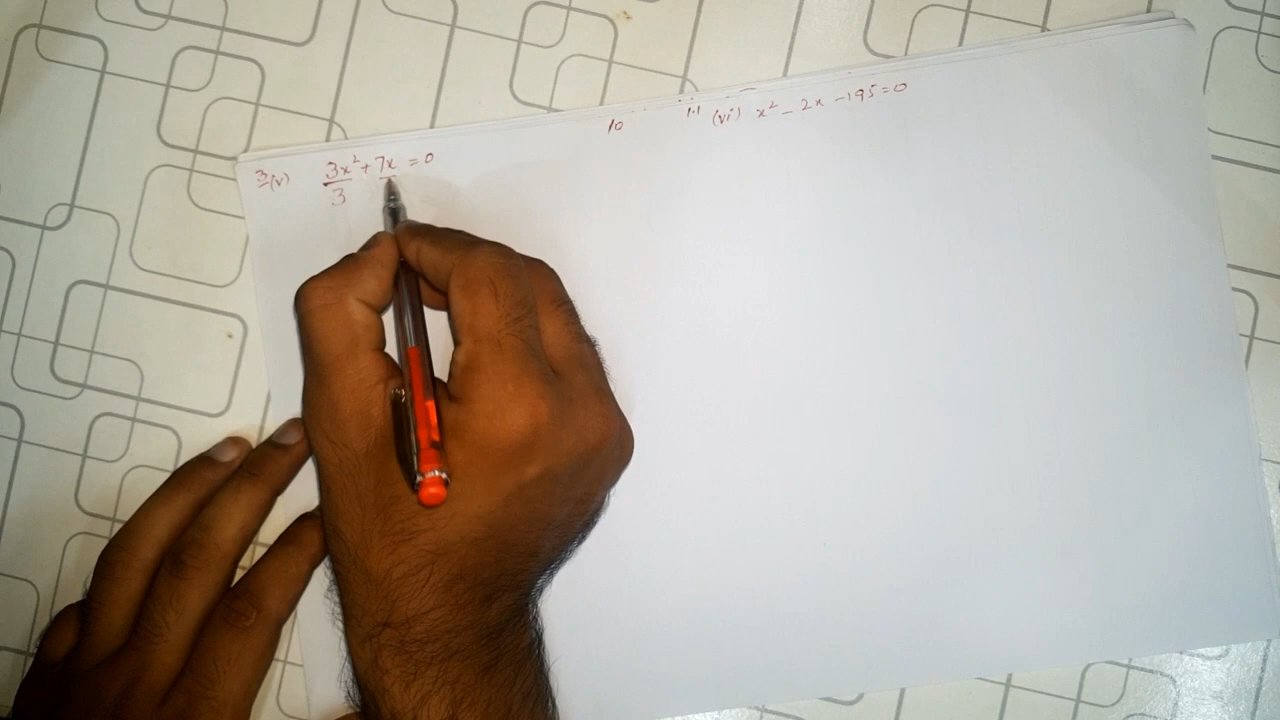 3(v) 3x² + 7x = 0
3
10
1.1 (vi) x² - 2x - 195 = 0